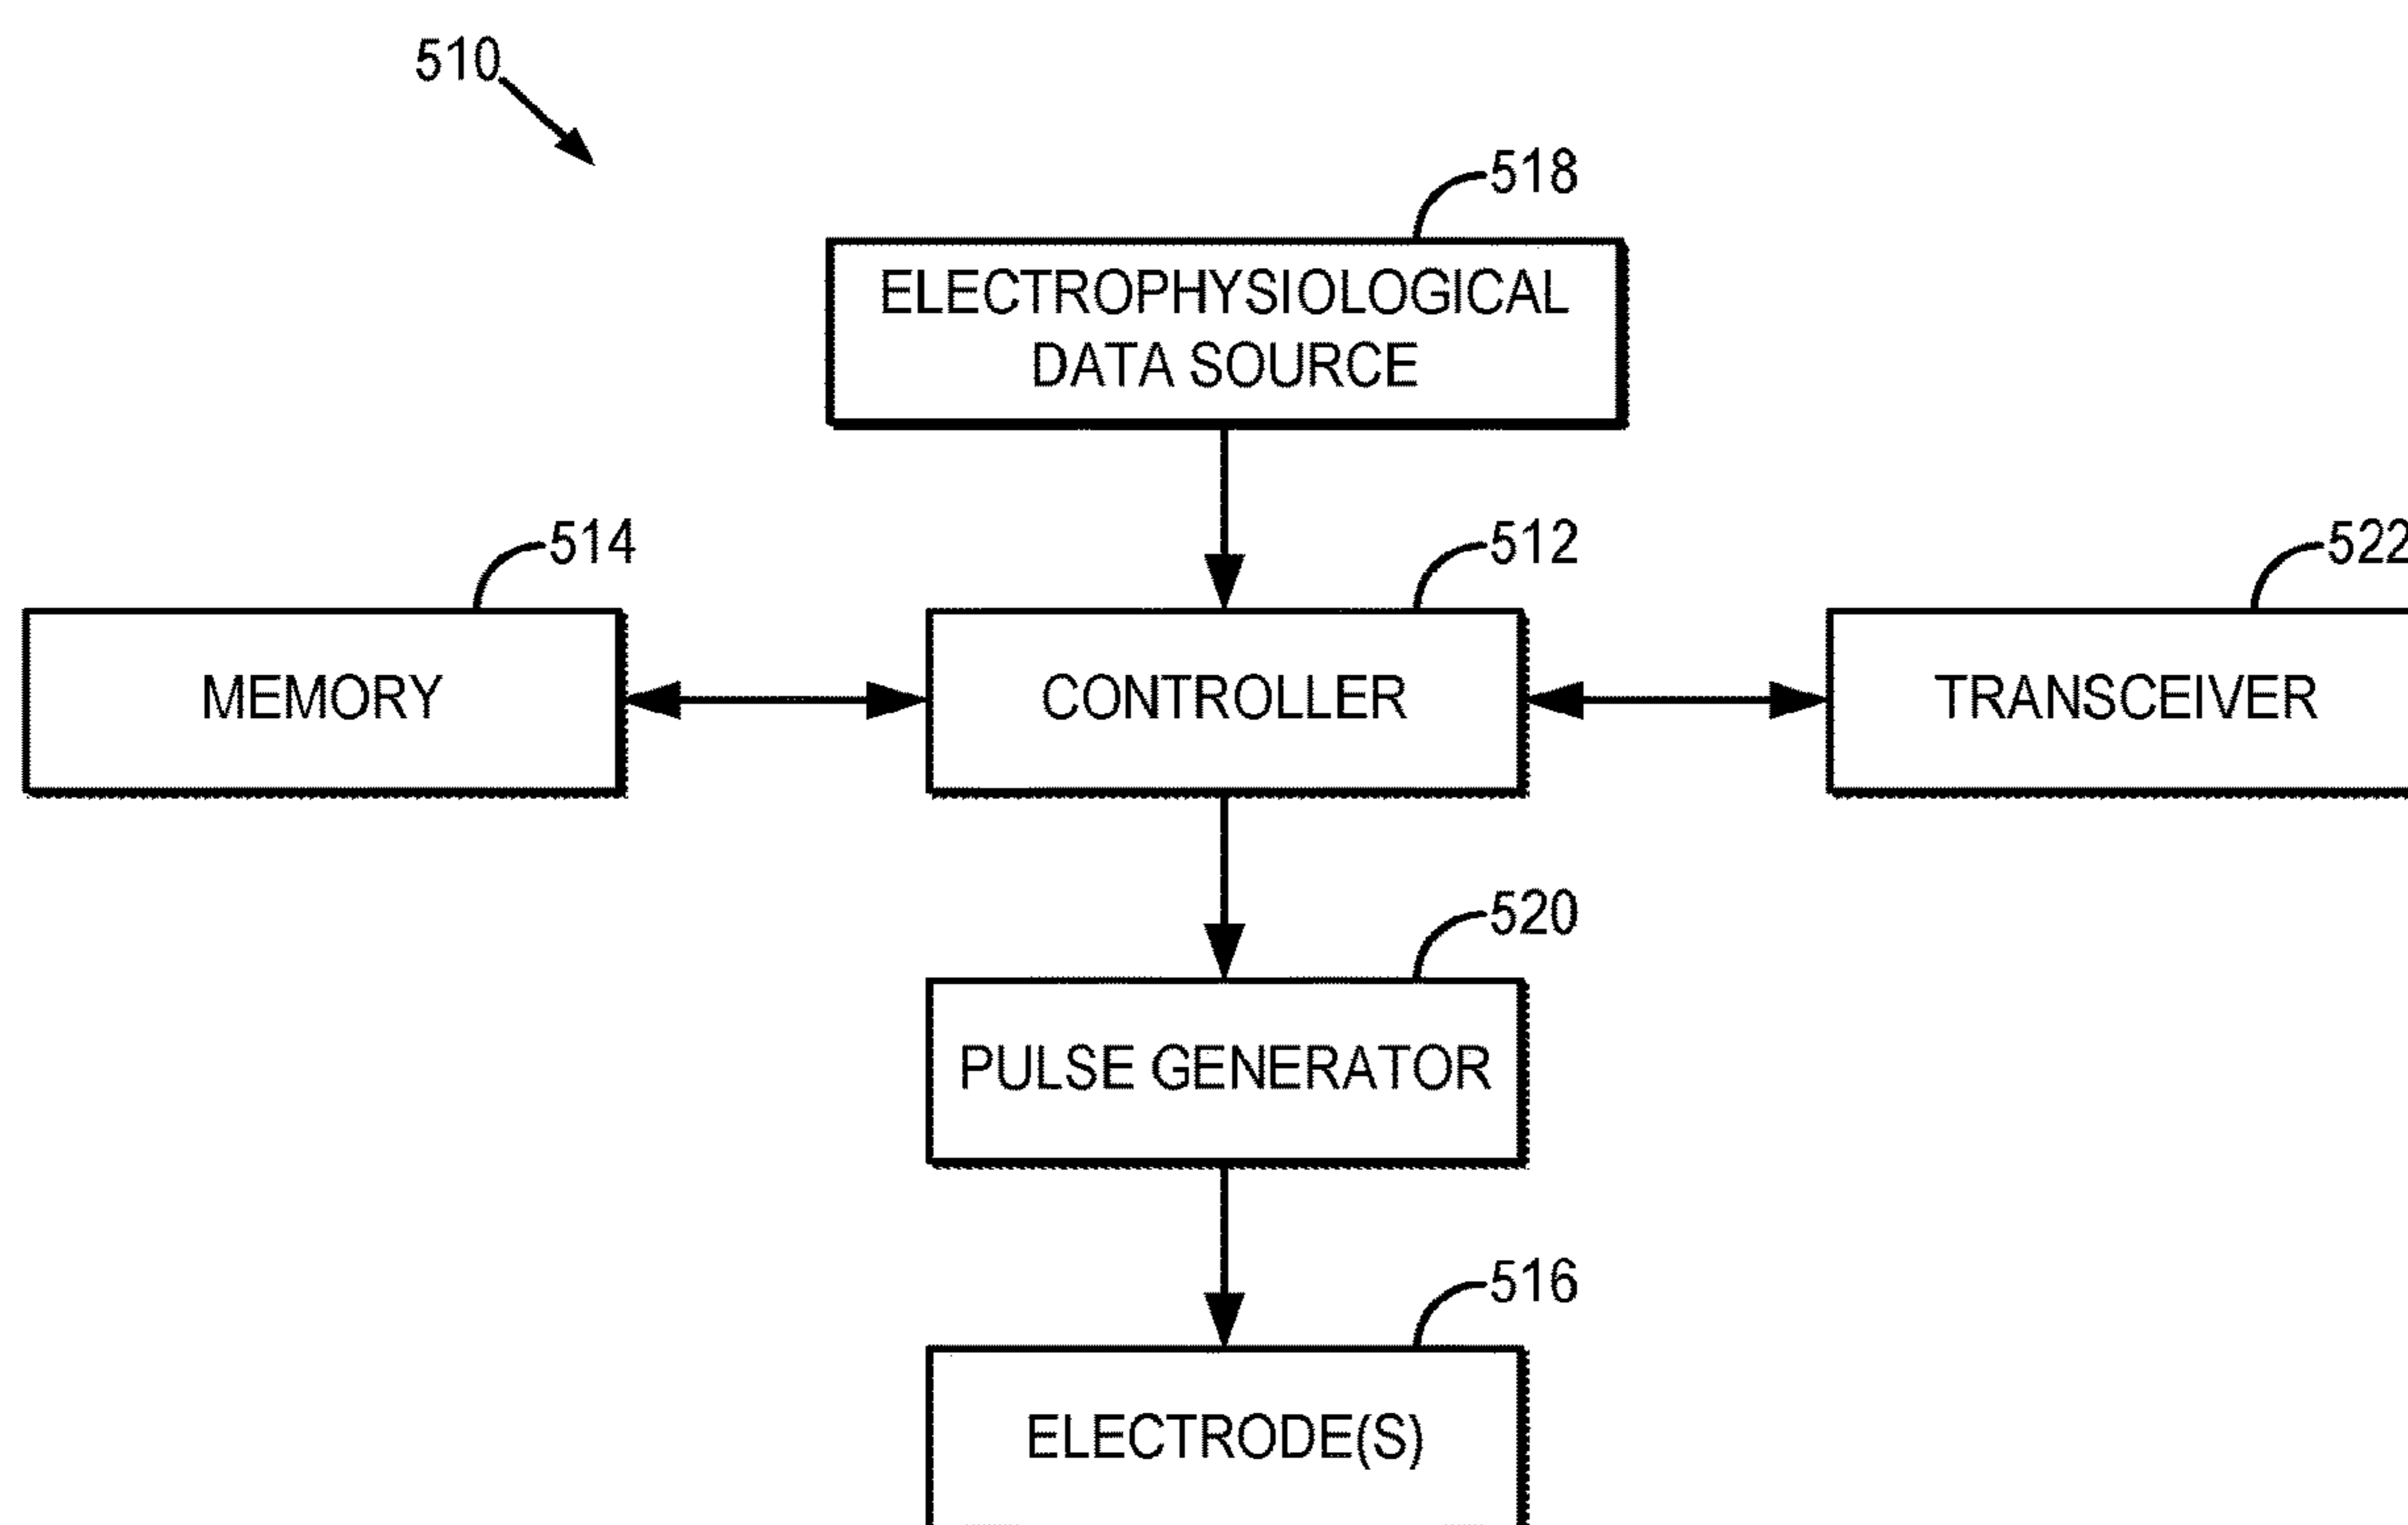 510
518
ELECTROPHYSIOLOGICAL
DATA SOURCE
514
512
522
MEMORY
CONTROLLER
TRANSCEIVER
520
PULSE GENERATOR
516
ELECTRODE(S)